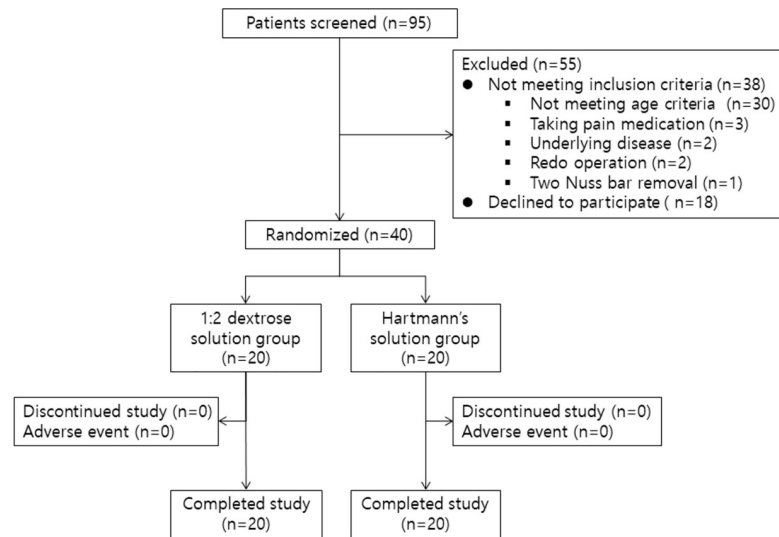 Patients screened (n=95)
Excluded (n=55)
● Not meeting inclusion criteria (n=38)
▪ Not meeting age criteria (n=30)
▪ Taking pain medication (n=3)
▪ Underlying disease (n=2)
▪ Redo operation (n=2)
▪ Two Nuss bar removal (n=1)
● Declined to participate ( n=18)
Randomized (n=40)
1:2 dextrose
solution group
(n=20)
Hartmann's
solution group
(n=20)
Discontinued study (n=0)
Adverse event (n=0)
Discontinued study (n=0)
Adverse event (n=0)
Completed study
(n=20)
Completed study
(n=20)